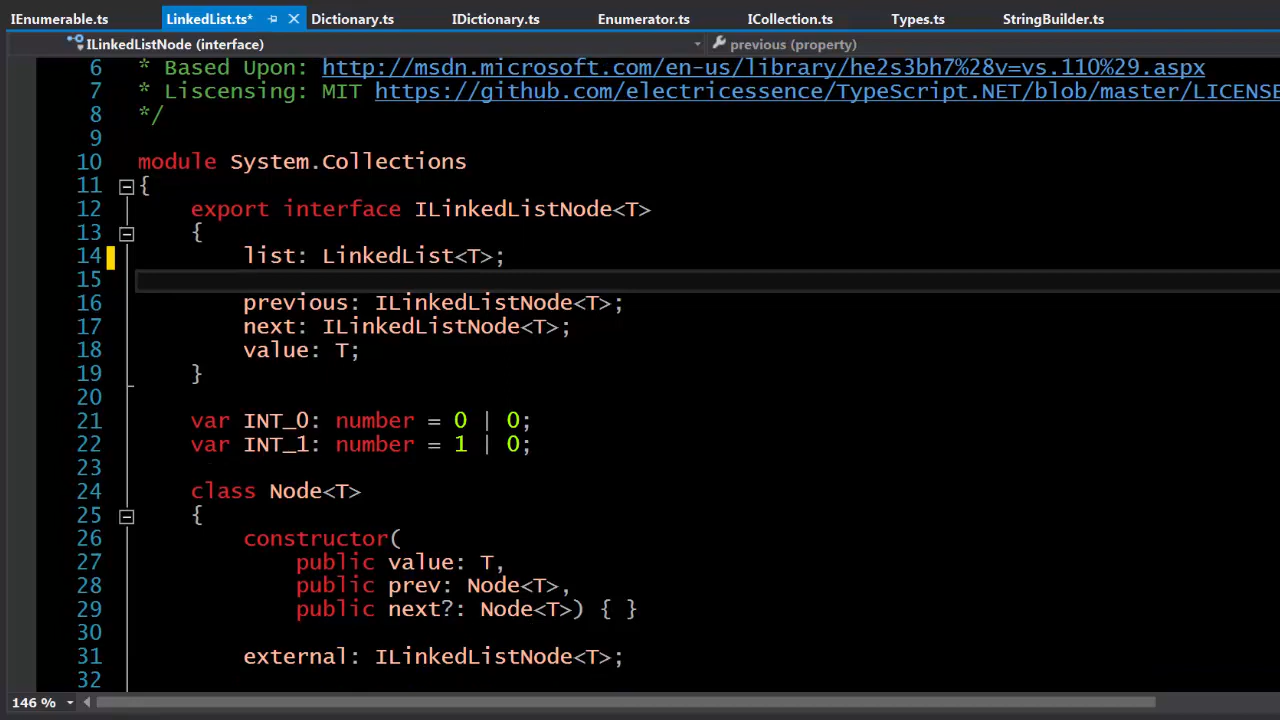 IEnumerable.ts LinkedList.ts* Dictionary.ts IDictionary.ts Enumerator.ts ICollection.ts Types.ts StringBuilder.ts
ILinkedListNode (interface) previous (property)
6 * Based Upon: http://msdn.microsoft.com/en-us/library/he2s3bh7%28v=vs.110%29.aspx
7 * Liscensing: MIT https://github.com/electricessence/TypeScript.NET/blob/master/LICENSE
8 */
9
10 module System.Collections
11 {
12 export interface ILinkedListNode<T>
13 {
14 list: LinkedList<T>;
15
16 previous: ILinkedListNode<T>;
17 next: ILinkedListNode<T>;
18 value: T;
19 }
20
21 var INT_0: number = 0 | 0;
22 var INT_1: number = 1 | 0;
23
24 class Node<T>
25 {
26 constructor(
27 public value: T,
28 public prev: Node<T>,
29 public next?: Node<T>) { }
30
31 external: ILinkedListNode<T>;
32
146 %